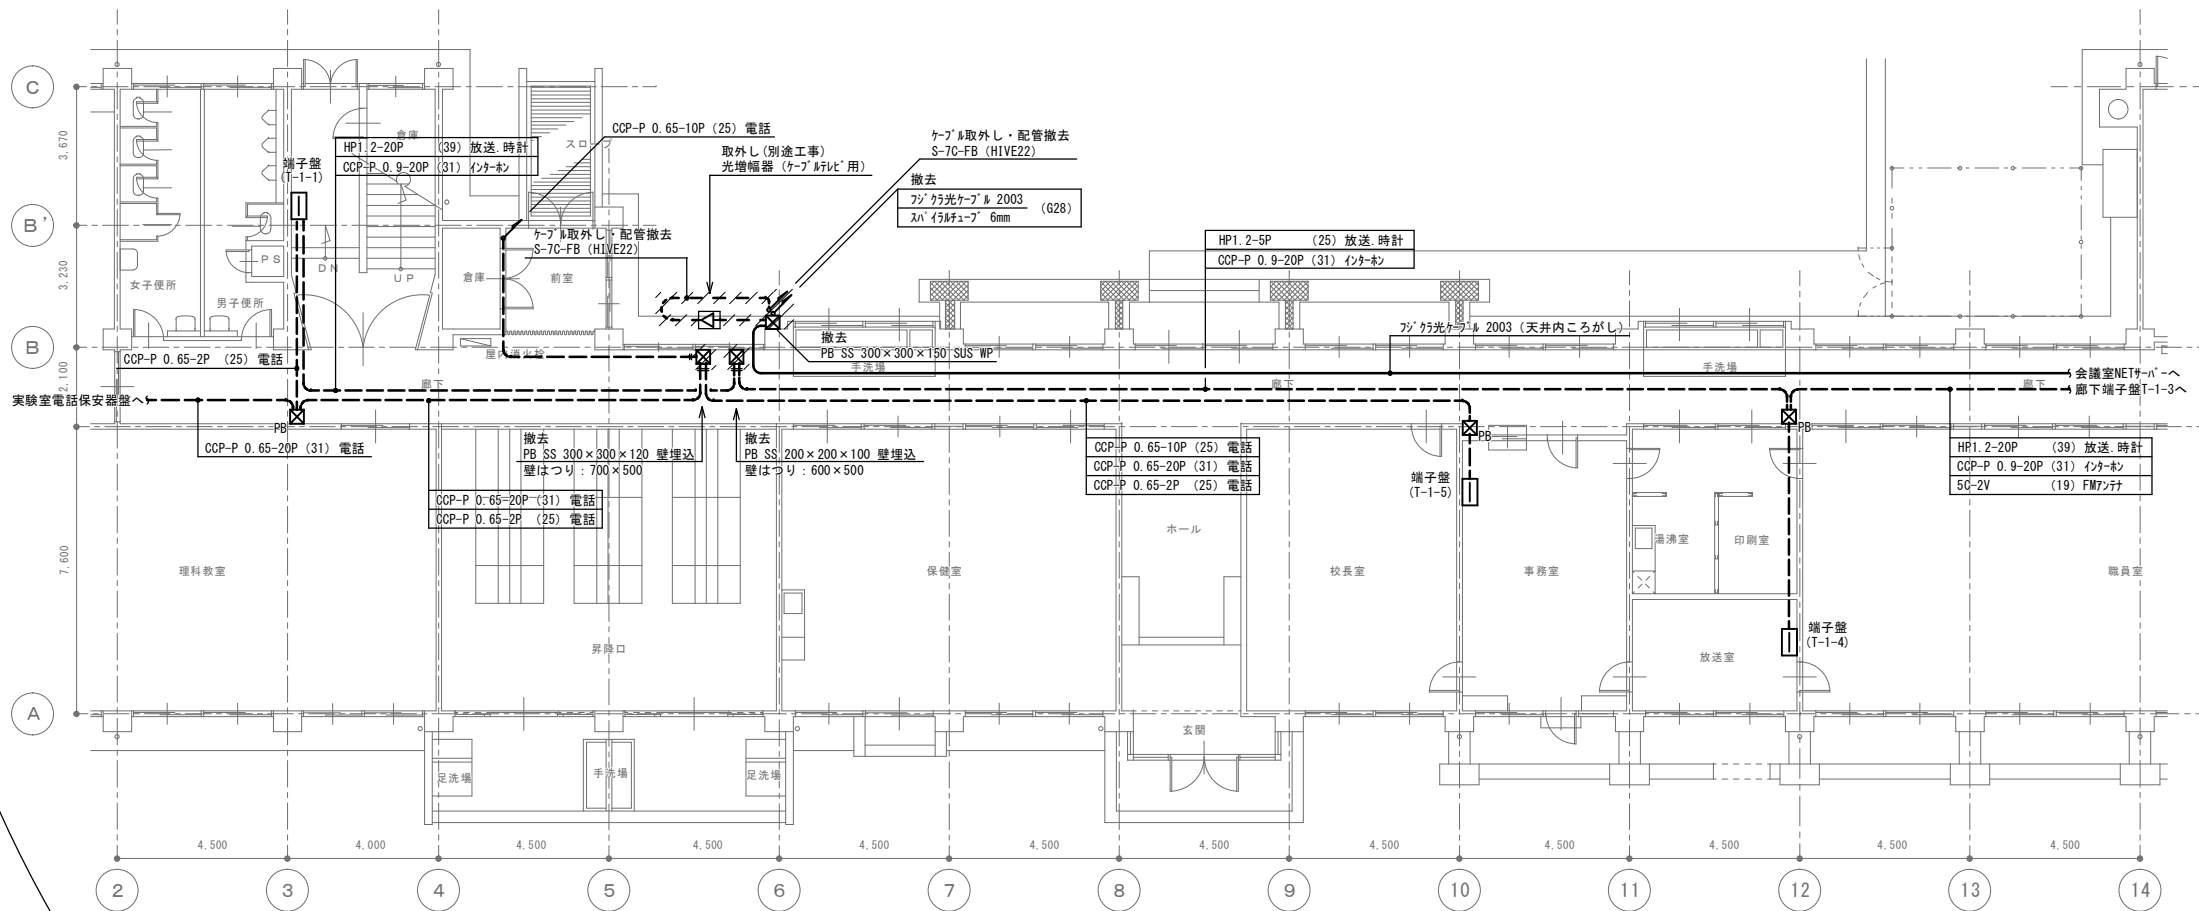 C
B'
B
A
3,670
3,230
2,100
7,600
倉庫
HP1.2-20P (39) 放送.時計
CCP-P 0.9-20P (31) インターホン
端子盤
(T-1-1)
CCP-P 0.65-10P (25) 電話
スロープ
取外し(別途工事)
光増幅器 (ケーブルテレビ用)
ケーブル取外し・配管撤去
S-7C-FB (HIVE22)
撤去
フジクラ光ケーブル 2003
スパイラルチューブ 6mm
(G28)
ケーブル取外し・配管撤去
S-7C-FB (HIVE22)
HP1.2-5P (25) 放送.時計
CCP-P 0.9-20P (31) インターホン
PS
DN
UP
女子便所
男子便所
倉庫
前室
フジクラ光ケーブル 2003 (天井内ころがし)
撤去
PB SS 300×300×150 SUS WP
屋内消火栓
CCP-P 0.65-2P (25) 電話
手洗場
手洗場
廊下
廊下
廊下
会議室NETサーバーへ
廊下端子盤T-1-3へ
実験室電話保安器盤へ
PB
PB
PB
CCP-P 0.65-20P (31) 電話
撤去
PB SS 300×300×120 壁埋込
壁はつり:700×500
撤去
PB SS 200×200×100 壁埋込
壁はつり:600×500
CCP-P 0.65-10P (25) 電話
CCP-P 0.65-20P (31) 電話
CCP-P 0.65-2P (25) 電話
HP1.2-20P (39) 放送.時計
CCP-P 0.9-20P (31) インターホン
5C-2V (19) FMアンテナ
端子盤
(T-1-5)
CCP-P 0.65-20P (31) 電話
CCP-P 0.65-2P (25) 電話
ホール
湯沸室
印刷室
理科教室
保健室
校長室
事務室
職員室
端子盤
(T-1-4)
昇降口
放送室
玄関
足洗場
手洗場
足洗場
4,500
4,000
4,500
4,500
4,500
4,500
4,500
4,500
4,500
4,500
4,500
4,500
2
3
4
5
6
7
8
9
10
11
12
13
14